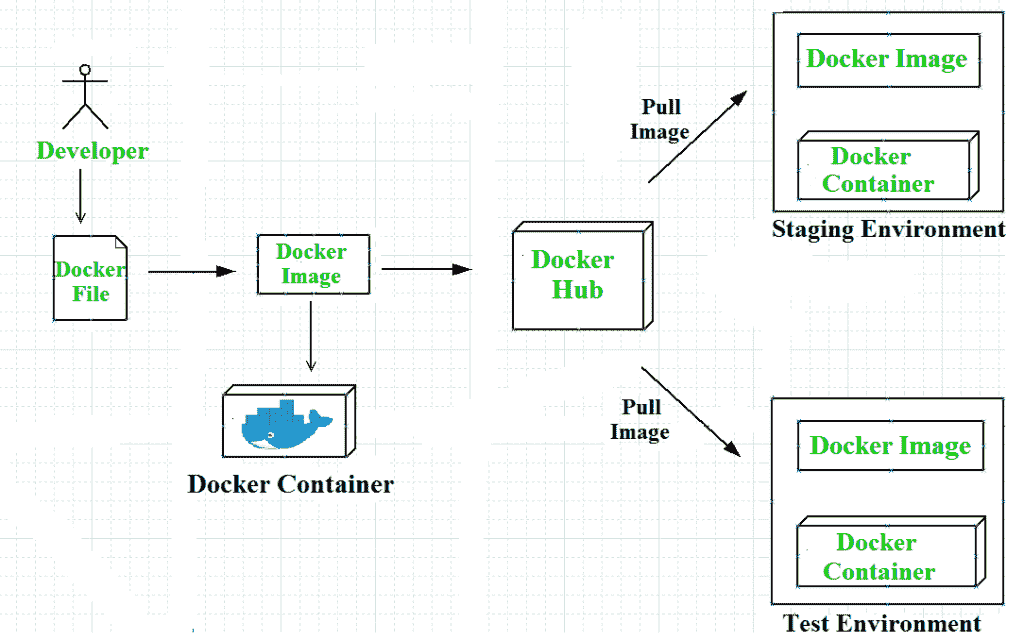 Developer
Docker
File
Docker
Image
Docker Container
Docker
Hub
Pull
Image
Docker Image
Docker
Container
Staging Environment
Pull
Image
Docker Image
Docker
Container
Test Environment